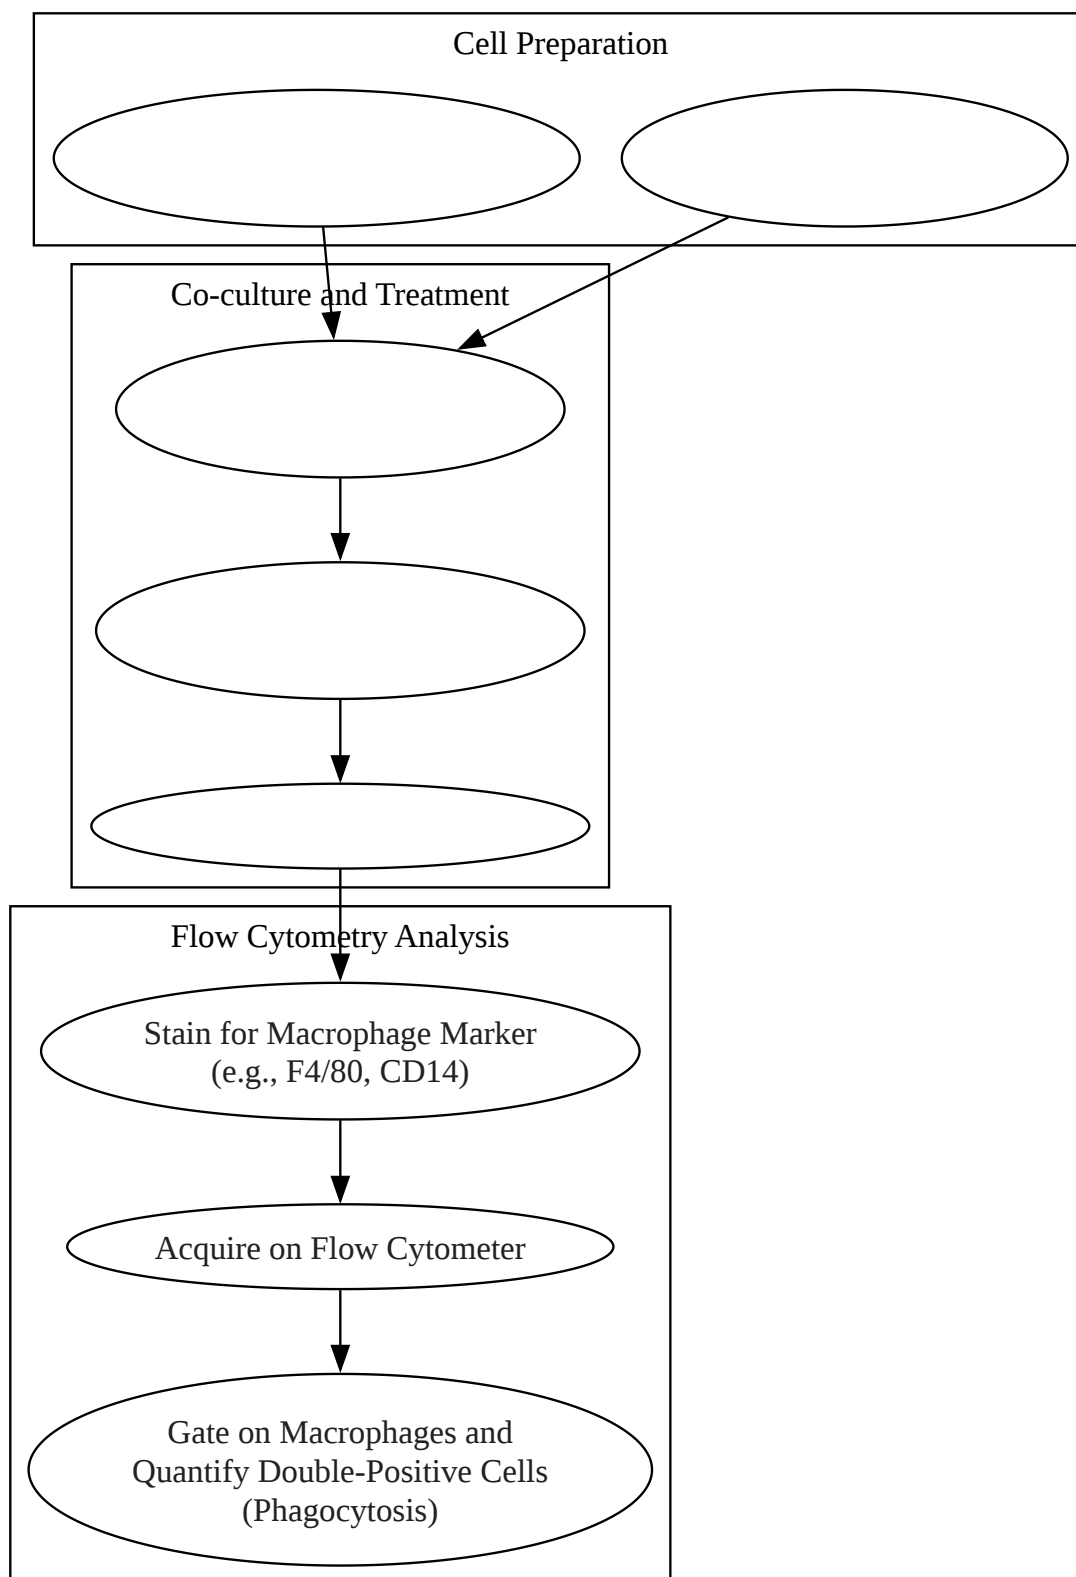 Cell Preparation
Co-culture and Treatment
Flow Cytometry Analysis
Stain for Macrophage Marker
(e.g., F4/80, CD14)
Acquire on Flow Cytometer
Gate on Macrophages and
Quantify Double-Positive Cells
(Phagocytosis)